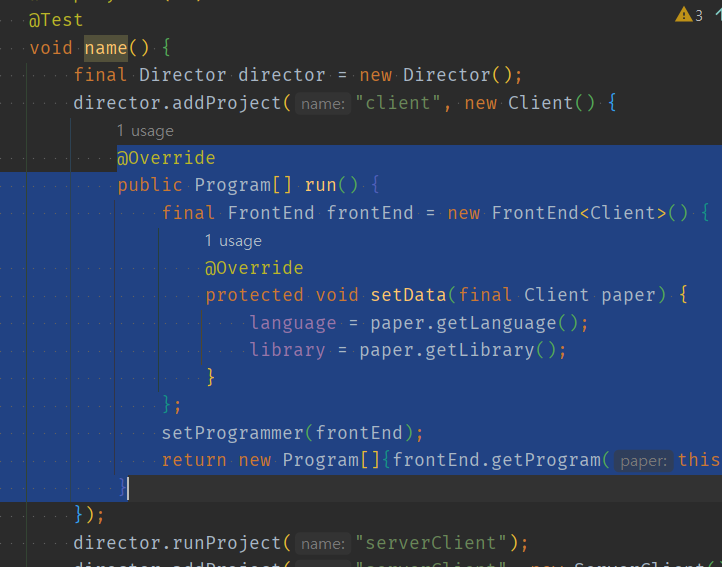 @Test
3
void name() {
final Director director = new Director();
director.addProject( name: "client", new Client() {
1 usage
@Override
public Program[] run() {
final FrontEnd frontEnd = new FrontEnd<Client>() {
1 usage
@Override
protected void setData(final Client paper) {
language = paper.getLanguage();
library = paper.getLibrary();
}
};
setProgrammer(frontEnd);
return new Program[]{frontEnd.getProgram( paper: this
}
});
director.runProject( name: "serverClient");